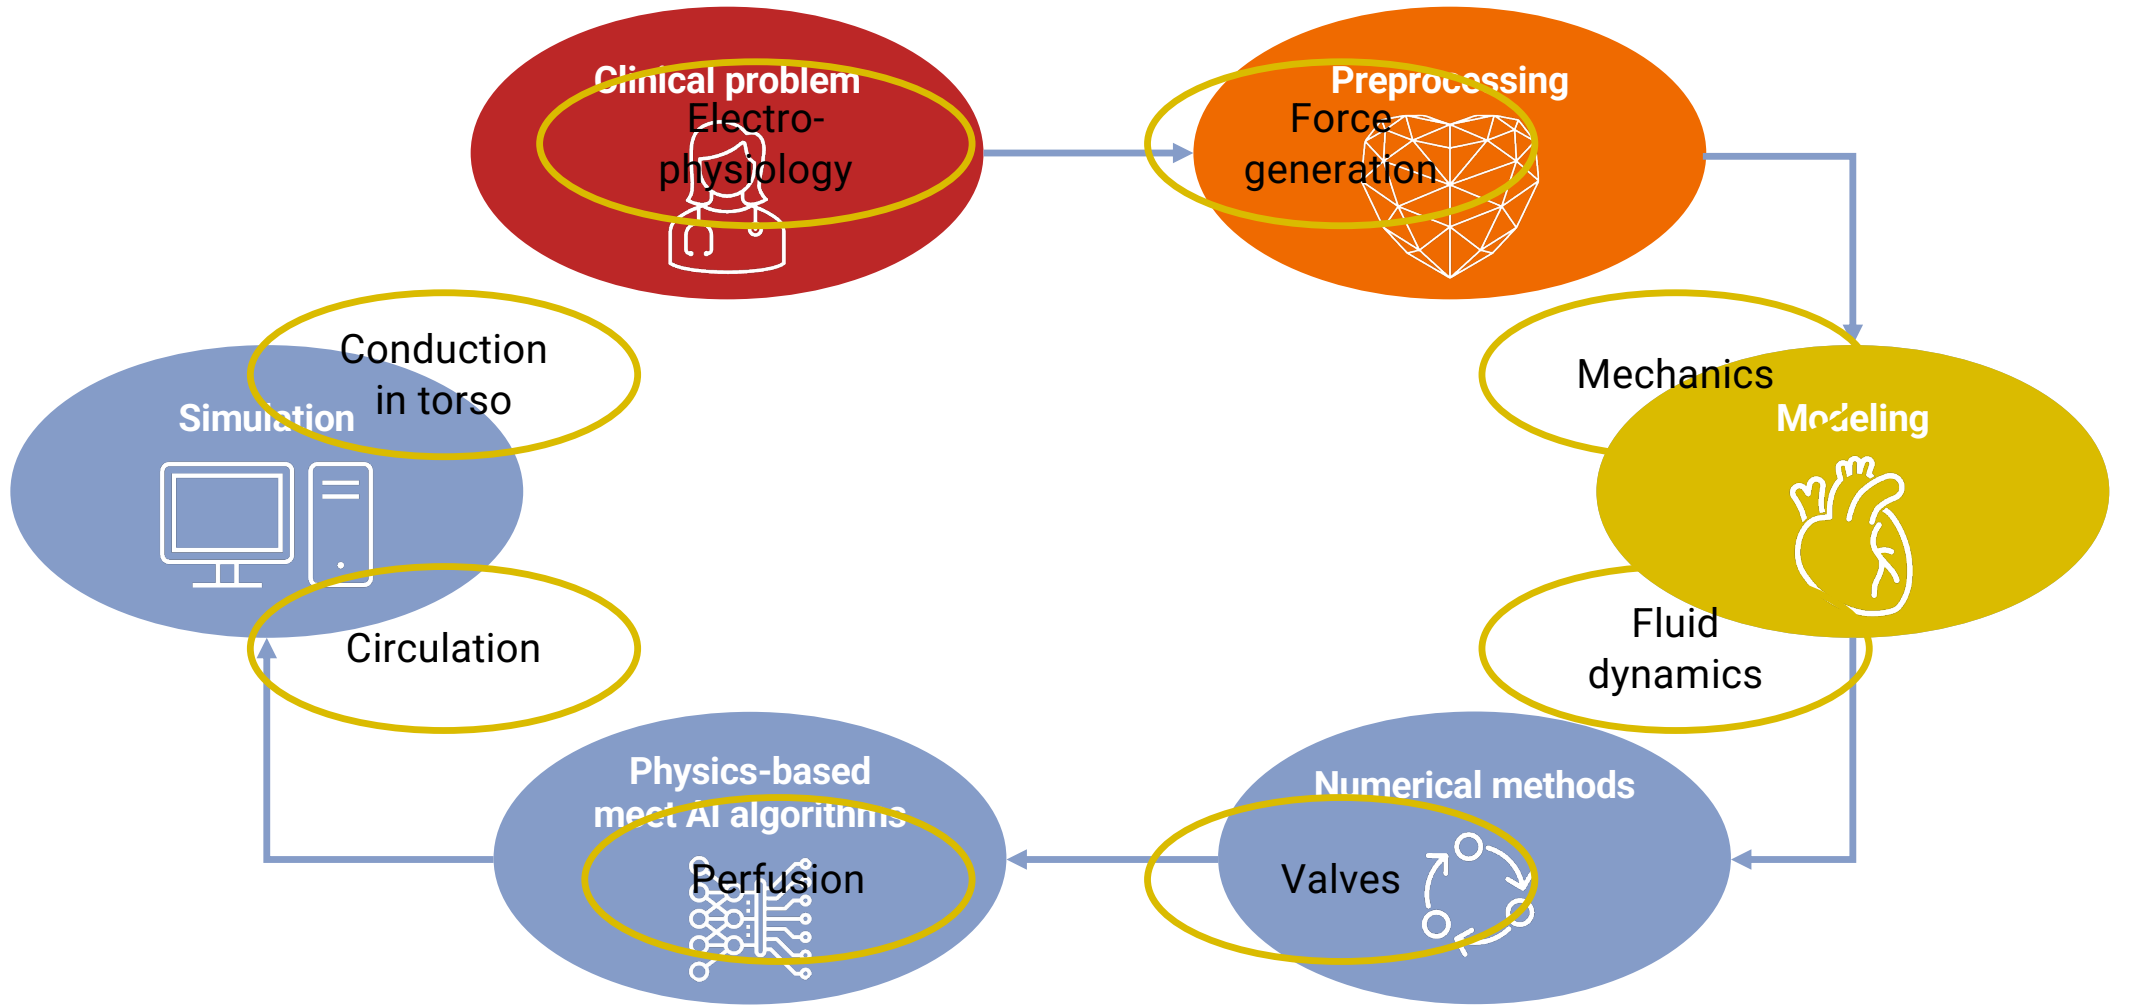 Clinical problem
Electro-
physiology
Preprocessing
Force
generation
Conduction
in torso
Simulation
Mechanics
Modeling
Circulation
Fluid
dynamics
Physics-based
meet AI algorithms
Perfusion
Numerical methods
Valves